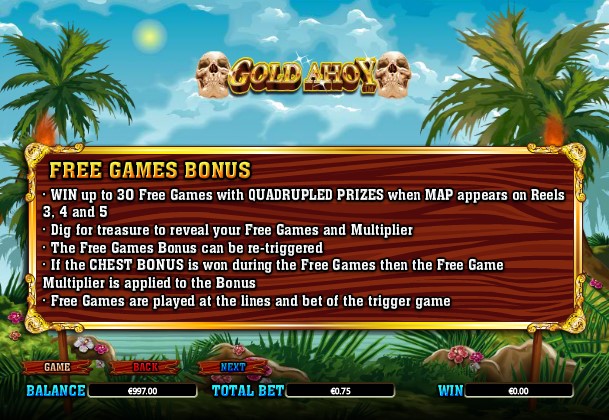 GOLD AHOY
FREE GAMES BONUS
· WIN up to 30 Free Games with QUADRUPLED PRIZES when MAP appears on Reels
3, 4 and 5
· Dig for treasure to reveal your Free Games and Multiplier
· The Free Games Bonus can be re-triggered
· If the CHEST BONUS is won during the Free Games then the Free Game
Multiplier is applied to the Bonus
· Free Games are played at the lines and bet of the trigger game
GAME BACK NEXT
BALANCE €997.00 TOTAL BET €0.75 WIN €0.00